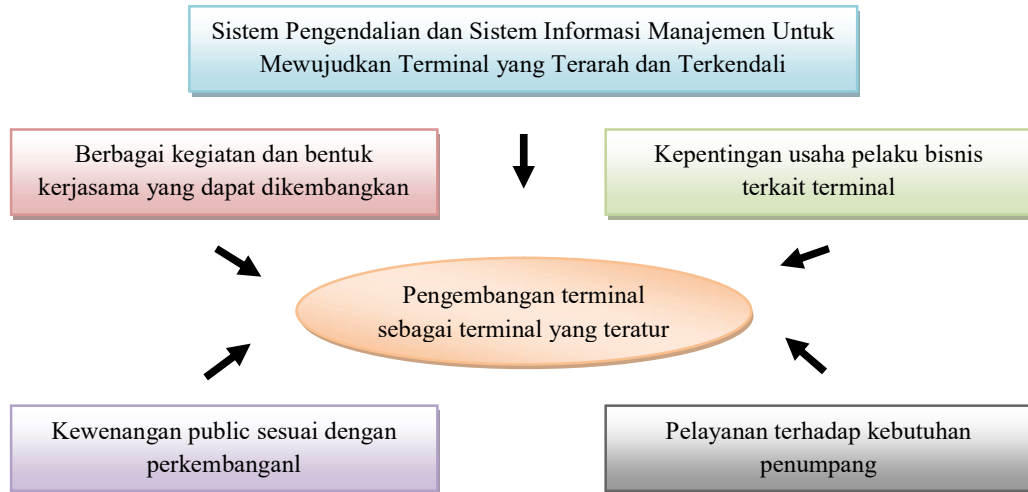 Sistem Pengendalian dan Sistem Informasi Manajemen Untuk
Mewujudkan Terminal yang Terarah dan Terkendali
Berbagai kegiatan dan bentuk
kerjasama yang dapat dikembangkan
Kepentingan usaha pelaku bisnis
terkait terminal
Pengembangan terminal
sebagai terminal yang teratur
Kewenangan public sesuai dengan
perkembanganl
Pelayanan terhadap kebutuhan
penumpang